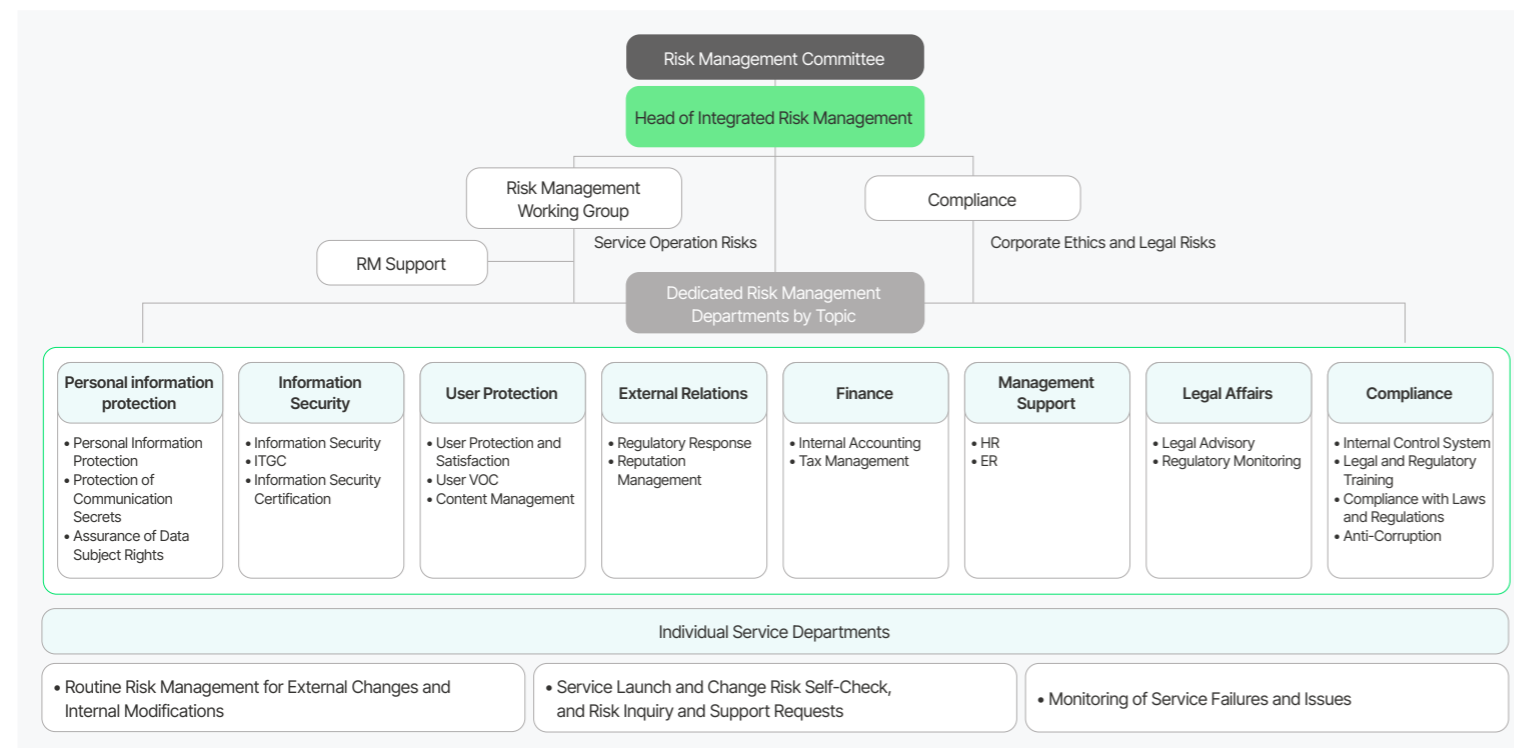 Risk Management Committee
Head of Integrated Risk Management
Risk Management
Working Group
Compliance
Service Operation Risks
Corporate Ethics and Legal Risks
RM Support
Dedicated Risk Management
Departments by Topic
Personal information
protection
• Personal Information
Protection
• Protection of
Communication
Secrets
• Assurance of Data
Subject Rights
Information
Security
• Information Security
• ITGC
• Information Security
Certification
User Protection
• User Protection and
Satisfaction
• User VOC
• Content Management
External Relations
• Regulatory Response
• Reputation
Management
Finance
• Internal Accounting
• Tax Management
Management
Support
• HR
• ER
Legal Affairs
• Legal Advisory
• Regulatory Monitoring
Compliance
• Internal Control System
• Legal and Regulatory
Training
• Compliance with Laws
and Regulations
• Anti-Corruption
Individual Service Departments
• Routine Risk Management for External Changes and
Internal Modifications
• Service Launch and Change Risk Self-Check,
and Risk Inquiry and Support Requests
• Monitoring of Service Failures and Issues